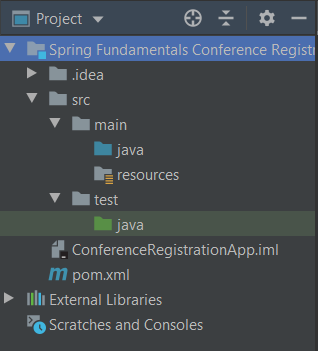 Project
Spring Fundamentals Conference Regist
.idea
src
main
java
resources
test
java
ConferenceRegistrationApp.iml
pom.xml
External Libraries
Scratches and Consoles